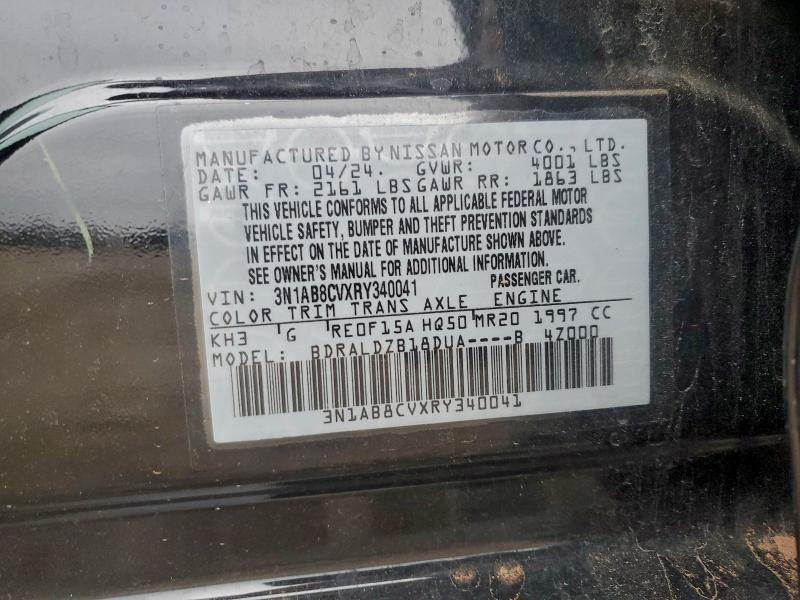 MANUFACTURED BY NISSAN MOTOR CO., LTD.
DATE: 04/24. GVWR: 4001 LBS
GAWR FR: 2161 LBS GAWR RR: 1863 LBS
THIS VEHICLE CONFORMS TO ALL APPLICABLE FEDERAL MOTOR
VEHICLE SAFETY, BUMPER AND THEFT PREVENTION STANDARDS
IN EFFECT ON THE DATE OF MANUFACTURE SHOWN ABOVE.
SEE OWNER'S MANUAL FOR ADDITIONAL INFORMATION.
VIN: 3N1AB8CVXRY340041 PASSENGER CAR.
COLOR TRIM TRANS AXLE ENGINE
KH3 G RE0F15A HQ50 MR20 1997 CC
MODEL: BDRALDZB18DUA----B 4Z000
3N1AB8CVXRY340041